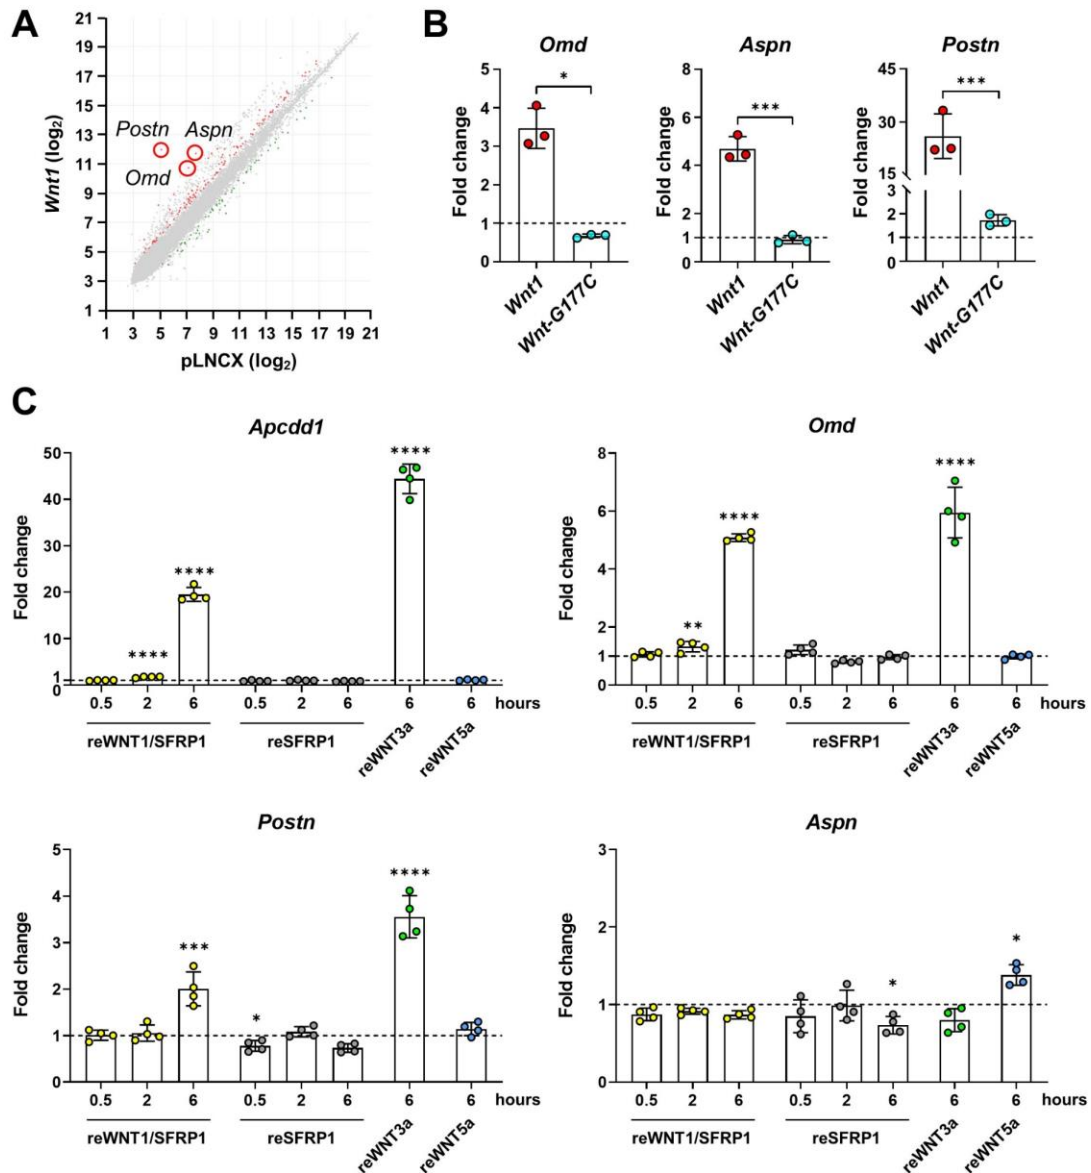 A
Wnt1 (log2)
21
19
17
15
13
11
9
7
5
3
1
Postn
Aspn
Omd
1 3 5 7 9 11 13 15 17 19 21
pLNCX (log2)
B
Omd
Fold change
5
4
3
2
1
0
*
Wnt1
Wnt-G177C
Aspn
Fold change
8
6
4
2
1
0
***
Wnt1
Wnt-G177C
Postn
Fold change
45
30
15
3
2
1
0
***
Wnt1
Wnt-G177C
C
Apcdd1
Fold change
50
40
30
20
10
1
0
****
****
****
0.5 2 6 0.5 2 6 6 6 hours
reWNT1/SFRP1 reSFRP1 reWNT3a reWNT5a
Omd
Fold change
8
6
4
2
1
0
**
****
****
0.5 2 6 0.5 2 6 6 6 hours
reWNT1/SFRP1 reSFRP1 reWNT3a reWNT5a
Postn
Fold change
5
4
3
2
1
0
***
*
****
0.5 2 6 0.5 2 6 6 6 hours
reWNT1/SFRP1 reSFRP1 reWNT3a reWNT5a
Aspn
Fold change
3
2
1
0
*
*
0.5 2 6 0.5 2 6 6 6 hours
reWNT1/SFRP1 reSFRP1 reWNT3a reWNT5a